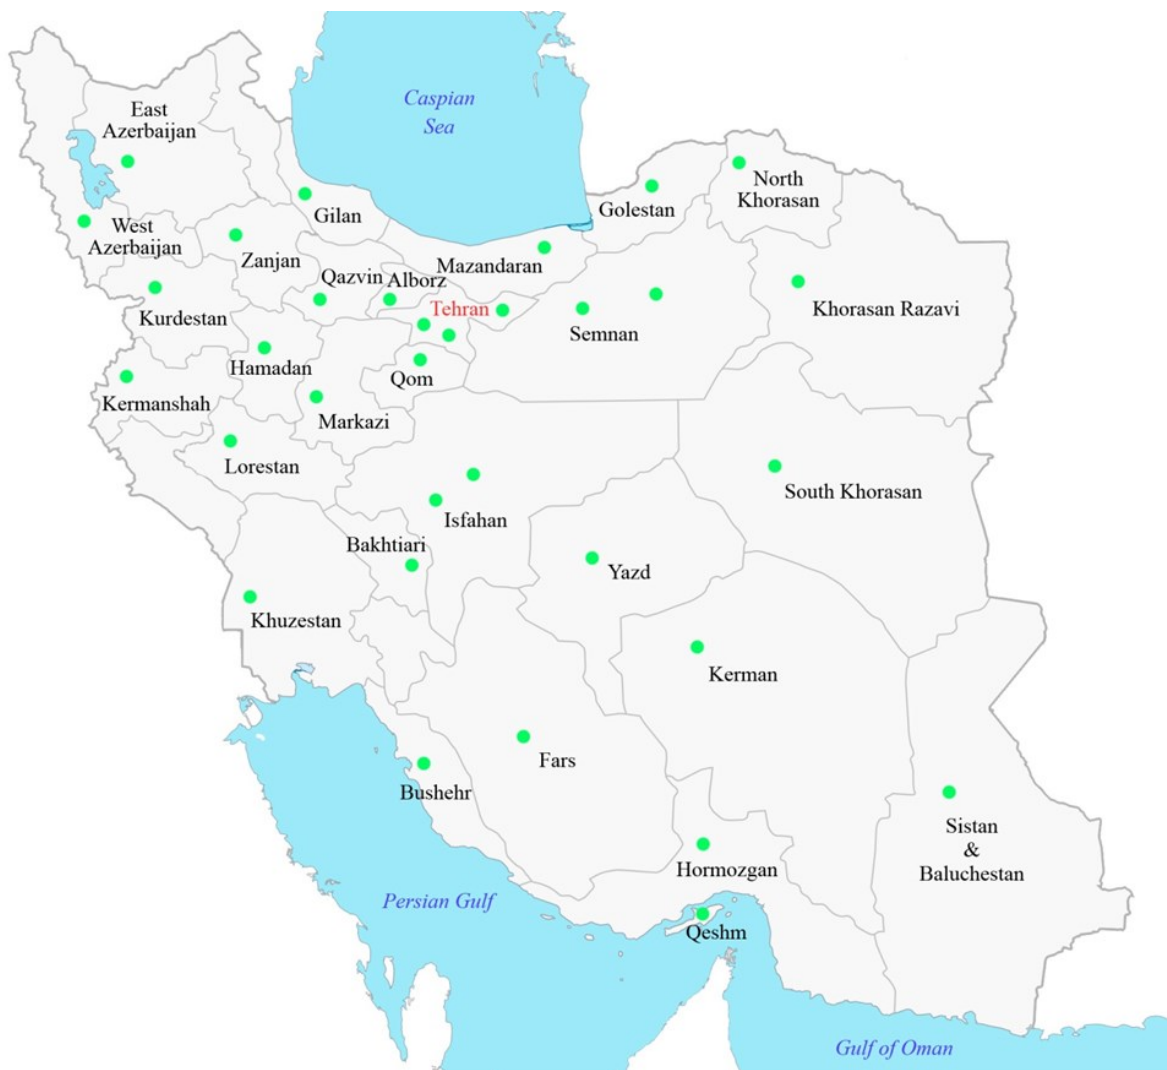 Caspian
Sea
East
Azerbaijan
North
Khorasan
Golestan
Gilan
West
Azerbaijan
Zanjan
Mazandaran
Qazvin
Alborz
Tehran
Khorasan Razavi
Kurdestan
Semnan
Hamadan
Qom
Kermanshah
Markazi
Lorestan
South Khorasan
Isfahan
Bakhtiari
Yazd
Khuzestan
Kerman
Fars
Bushehr
Sistan
&
Baluchestan
Hormozgan
Persian Gulf
Qeshm
Gulf of Oman